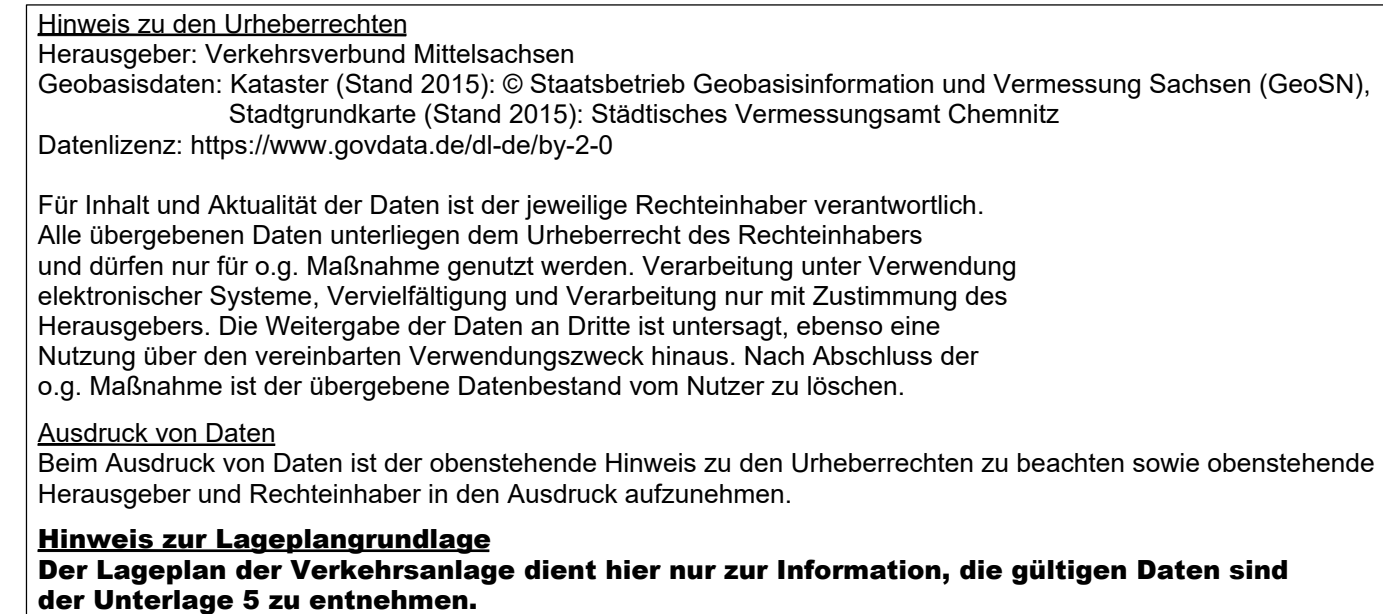 Hinweis zu den Urheberrechten
Herausgeber: Verkehrsverbund Mittelsachsen
Geobasisdaten: Kataster (Stand 2015): © Staatsbetrieb Geobasisinformation und Vermessung Sachsen (GeoSN),
Stadtgrundkarte (Stand 2015): Städtisches Vermessungsamt Chemnitz
Datenlizenz: https://www.govdata.de/dl-de/by-2-0
Für Inhalt und Aktualität der Daten ist der jeweilige Rechteinhaber verantwortlich.
Alle übergebenen Daten unterliegen dem Urheberrecht des Rechteinhabers
und dürfen nur für o.g. Maßnahme genutzt werden. Verarbeitung unter Verwendung
elektronischer Systeme, Vervielfältigung und Verarbeitung nur mit Zustimmung des
Herausgebers. Die Weitergabe der Daten an Dritte ist untersagt, ebenso eine
Nutzung über den vereinbarten Verwendungszweck hinaus. Nach Abschluss der
o.g. Maßnahme ist der übergebene Datenbestand vom Nutzer zu löschen.
Ausdruck von Daten
Beim Ausdruck von Daten ist der obenstehende Hinweis zu den Urheberrechten zu beachten sowie obenstehende
Herausgeber und Rechteinhaber in den Ausdruck aufzunehmen.
Hinweis zur Lageplangrundlage
Der Lageplan der Verkehrsanlage dient hier nur zur Information, die gültigen Daten sind
der Unterlage 5 zu entnehmen.